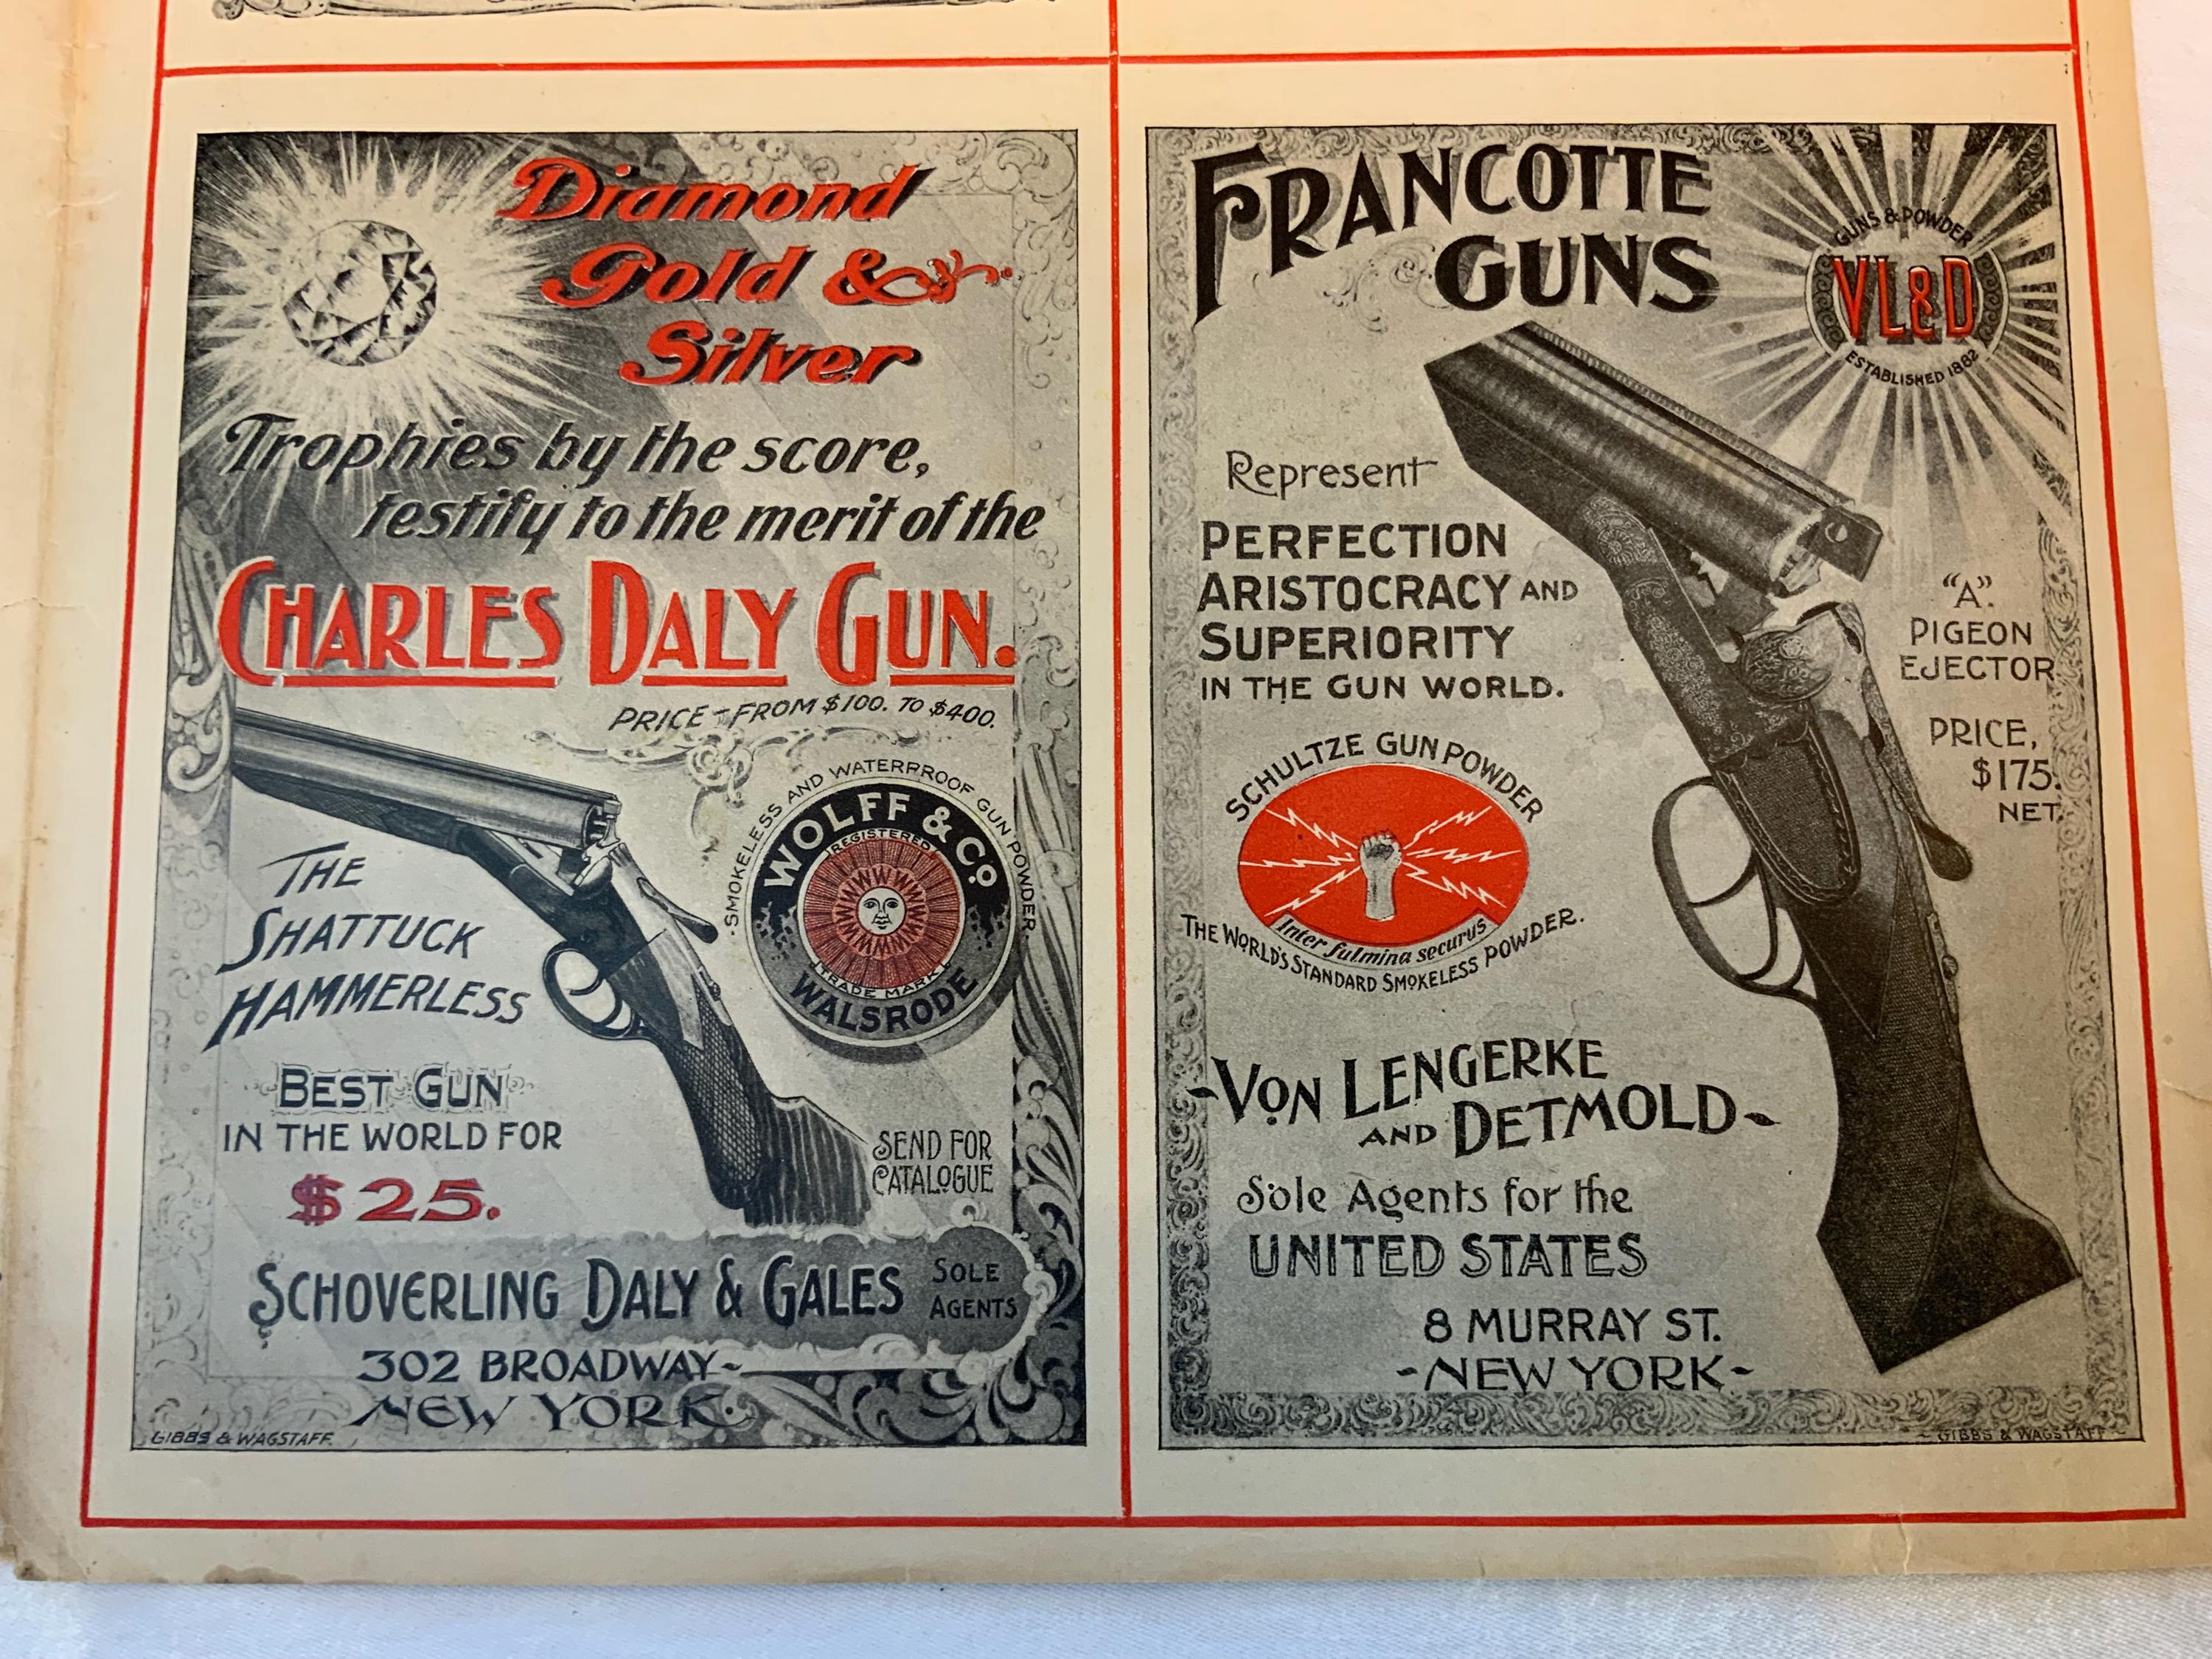 Diamond
Gold &
Silver
Trophies by the score,
testify to the merit of the
CHARLES DALY GUN.
PRICE - FROM $100. TO $400.
THE
SHATTUCK
HAMMERLESS
SMOKELESS AND WATERPROOF GUN POWDER.
WOLFF & CO.
REGISTERED
WWWWWWWWWWWW
TRADE MARK
WALSRODE
BEST GUN
IN THE WORLD FOR
$25.
SEND FOR
CATALOGUE
SCHOVERLING DALY & GALES
SOLE
AGENTS
302 BROADWAY~
NEW YORK.
GIBBS & WAGSTAFF.
FRANCOTTE
GUNS
GUNS & POWDER
VL&D
ESTABLISHED 1882
Represent
PERFECTION
ARISTOCRACY AND
SUPERIORITY
IN THE GUN WORLD.
"A".
PIGEON
EJECTOR
PRICE,
$175.
NET.
SCHULTZE GUN POWDER
Inter fulmina securus
THE WORLD'S STANDARD SMOKELESS POWDER.
-VON LENGERKE
AND DETMOLD-
Sole Agents for the
UNITED STATES
8 MURRAY ST.
-NEW YORK-
GIBBS & WAGSTAFF